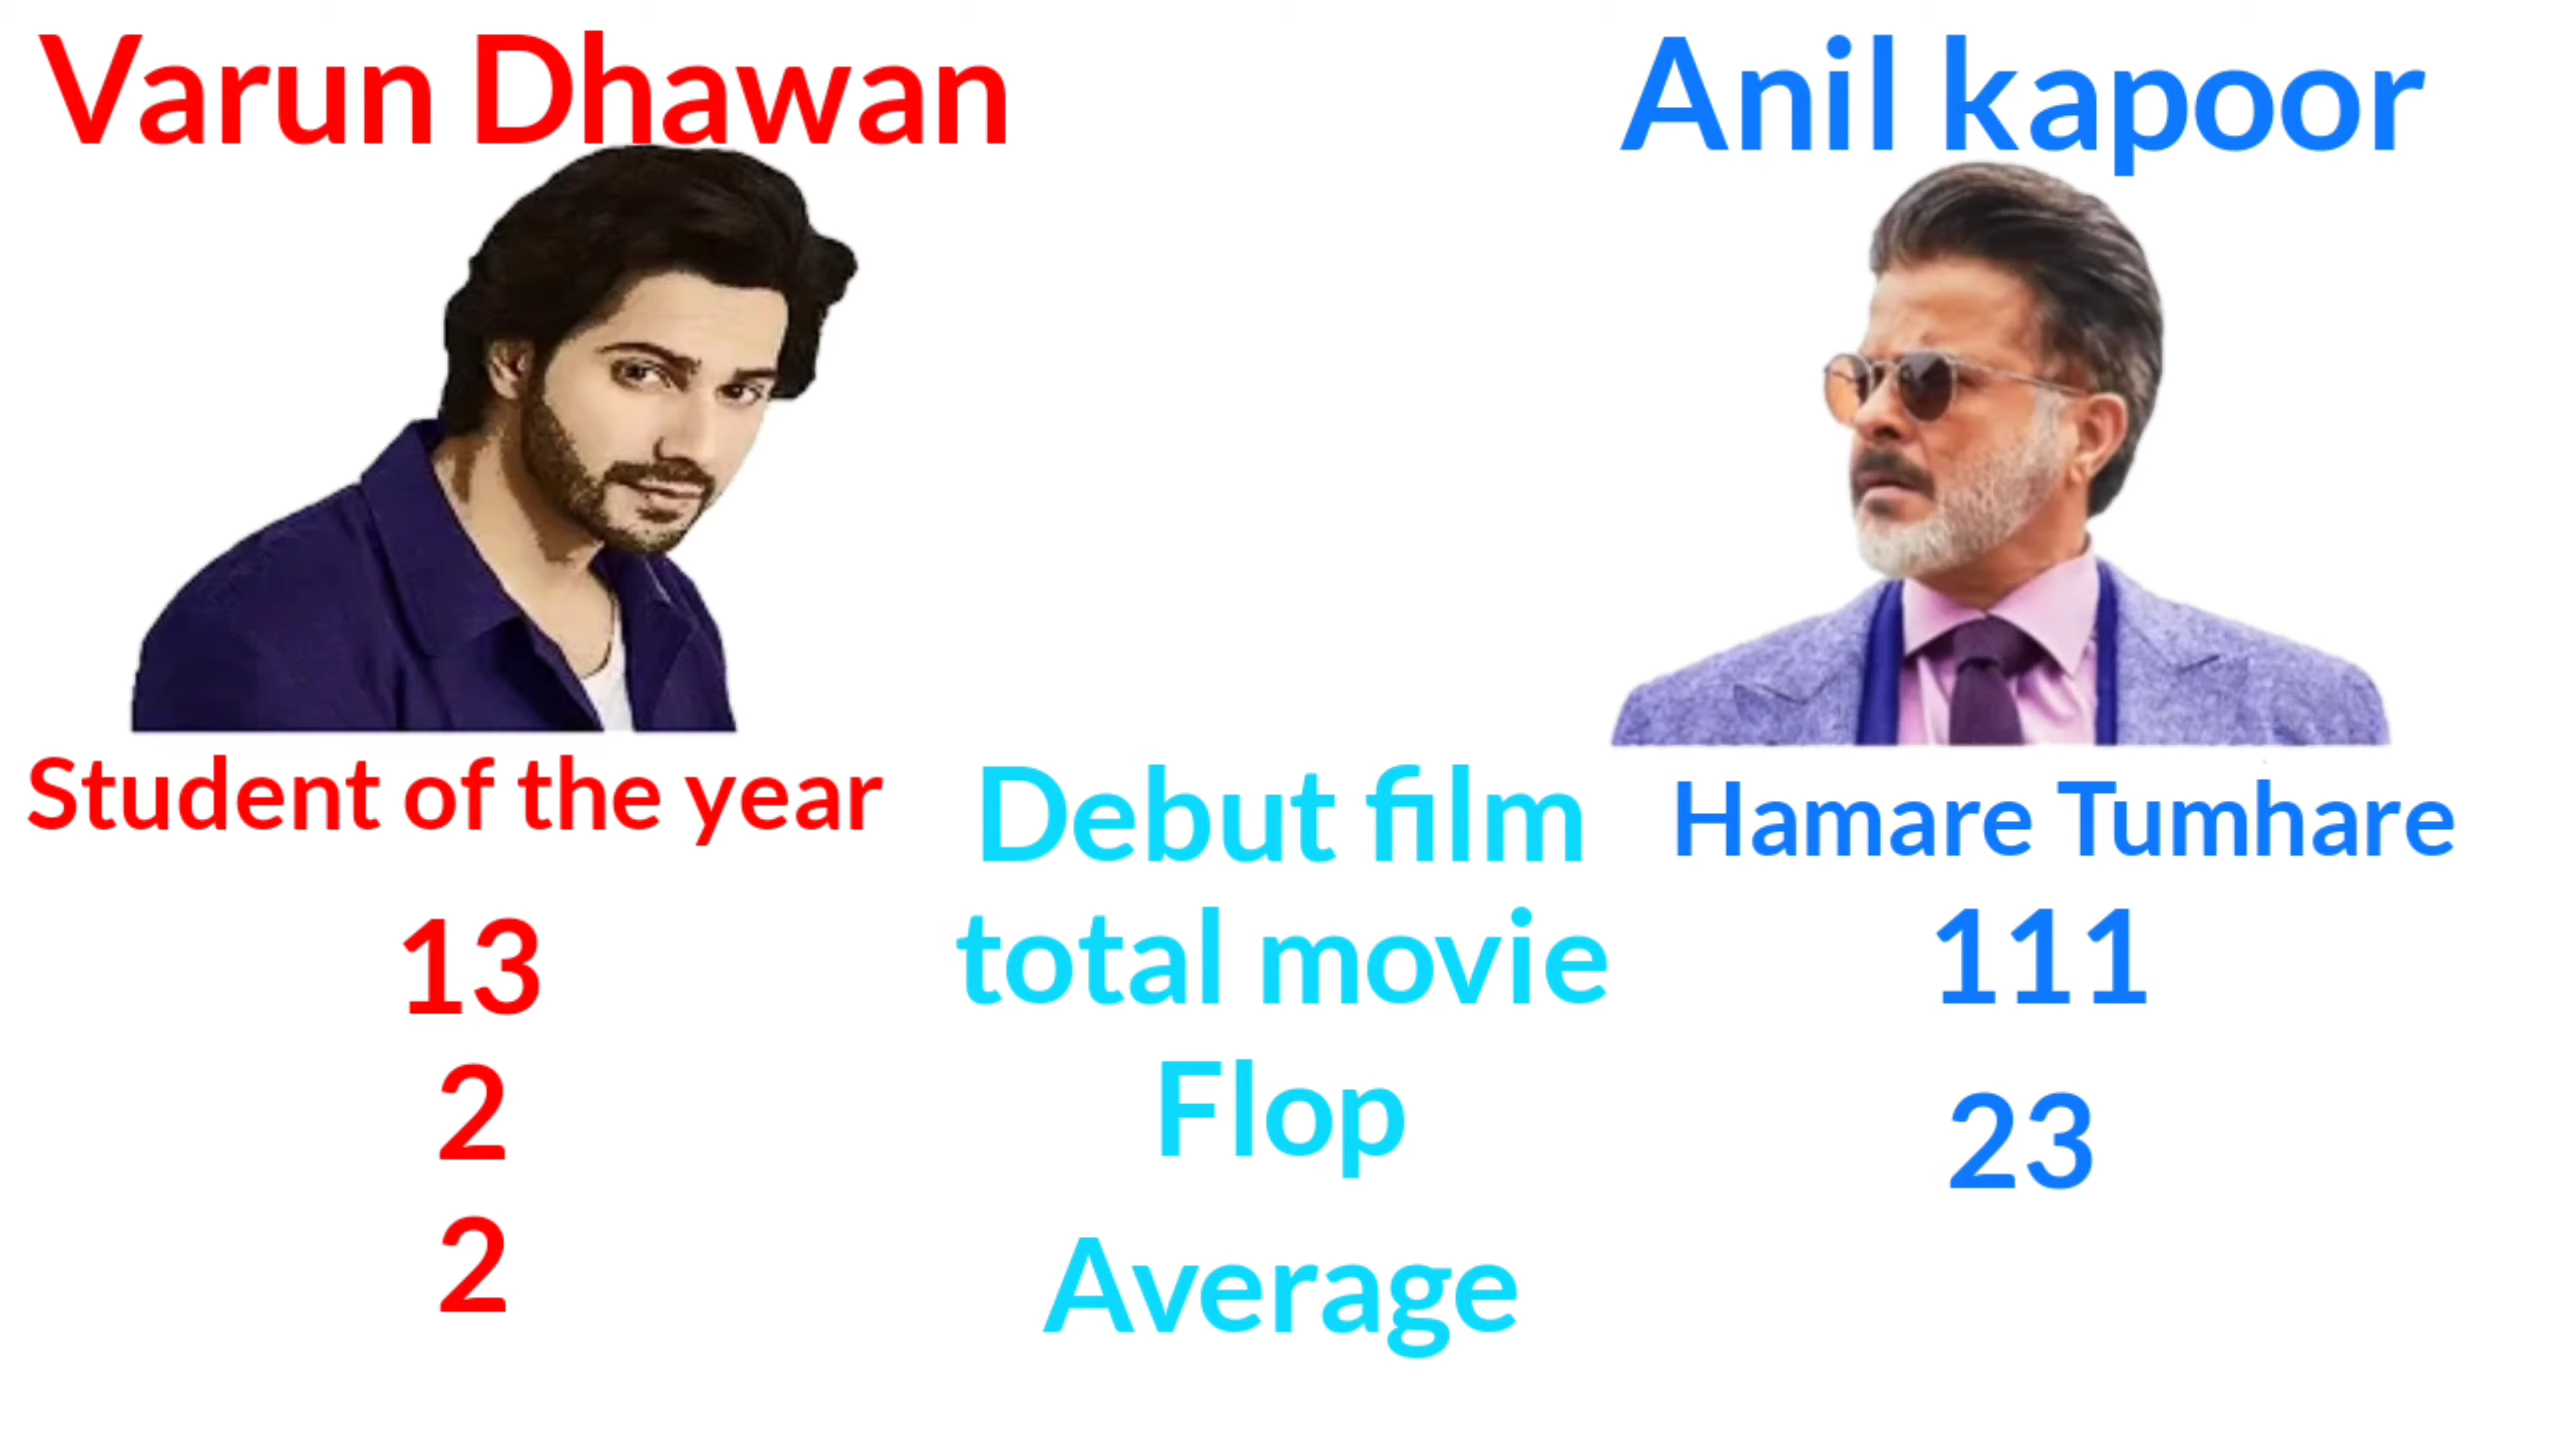 Varun Dhawan
Anil kapoor
Student of the year
Debut film
Hamare Tumhare
13
total movie
111
2
Flop
23
2
Average